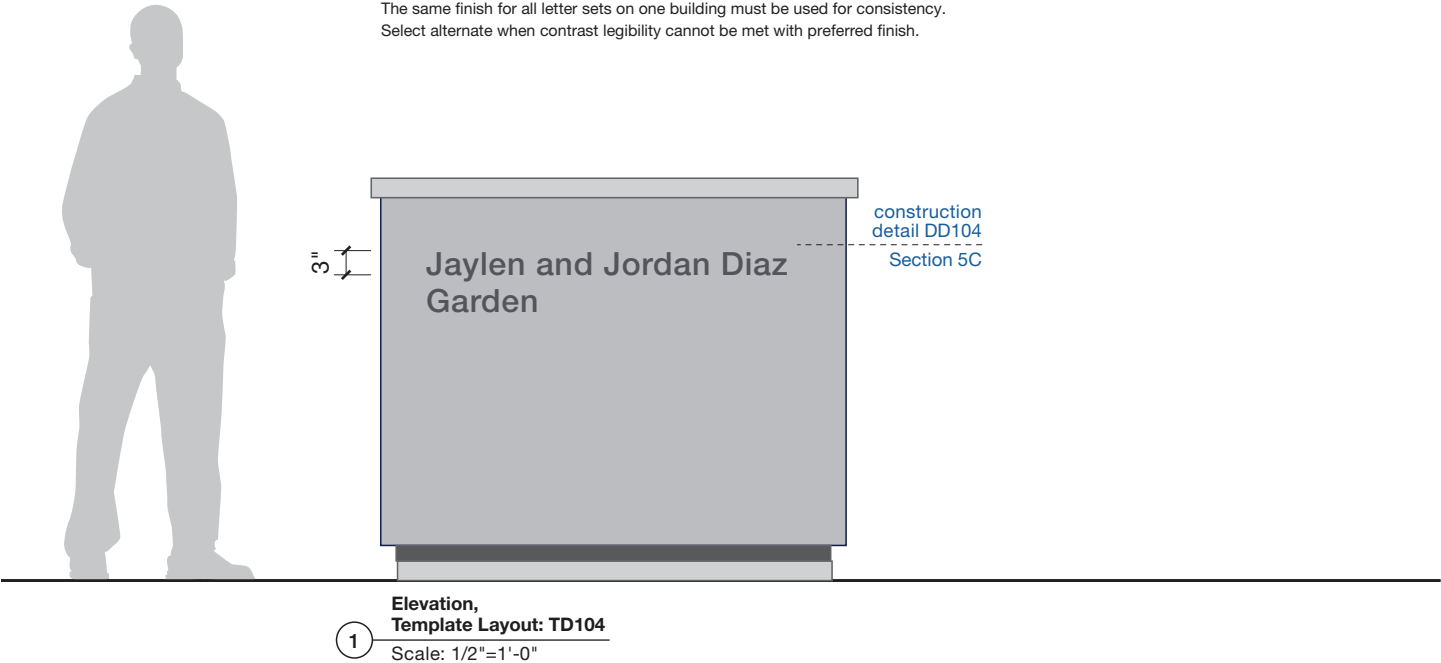 The same finish for all letter sets on one building must be used for consistency.
Select alternate when contrast legibility cannot be met with preferred finish.
construction
detail DD104
Section 5C
3"
Jaylen and Jordan Diaz
Garden
Elevation,
Template Layout: TD104
1
Scale: 1/2"=1'-0"